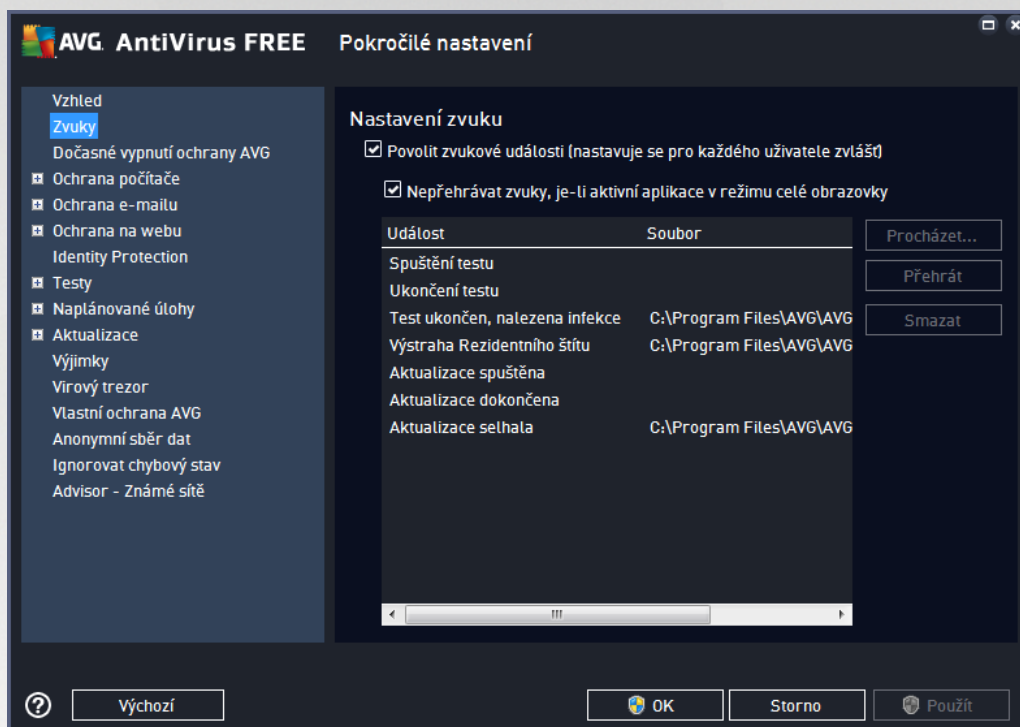 AVG. AntiVirus FREE
Pokročilé nastavení
Vzhled
Zvuky
Dočasné vypnutí ochrany AVG
Ochrana počítače
Ochrana e-mailu
Ochrana na webu
Identity Protection
Testy
Naplánované úlohy
Aktualizace
Výjimky
Virový trezor
Vlastní ochrana AVG
Anonymní sběr dat
Ignorovat chybový stav
Advisor - Známé sítě
Nastavení zvuku
Povolit zvukové události (nastavuje se pro každého uživatele zvlášť)
Nepřehrávat zvuky, je-li aktivní aplikace v režimu celé obrazovky
Událost Soubor
Spuštění testu
Ukončení testu
Test ukončen, nalezena infekce C:\Program Files\AVG\AVG
Výstraha Rezidentního štítu C:\Program Files\AVG\AVG
Aktualizace spuštěna
Aktualizace dokončena
Aktualizace selhala C:\Program Files\AVG\AVG
Procházet...
Přehrát
Smazat
Výchozí
OK
Storno
Použít